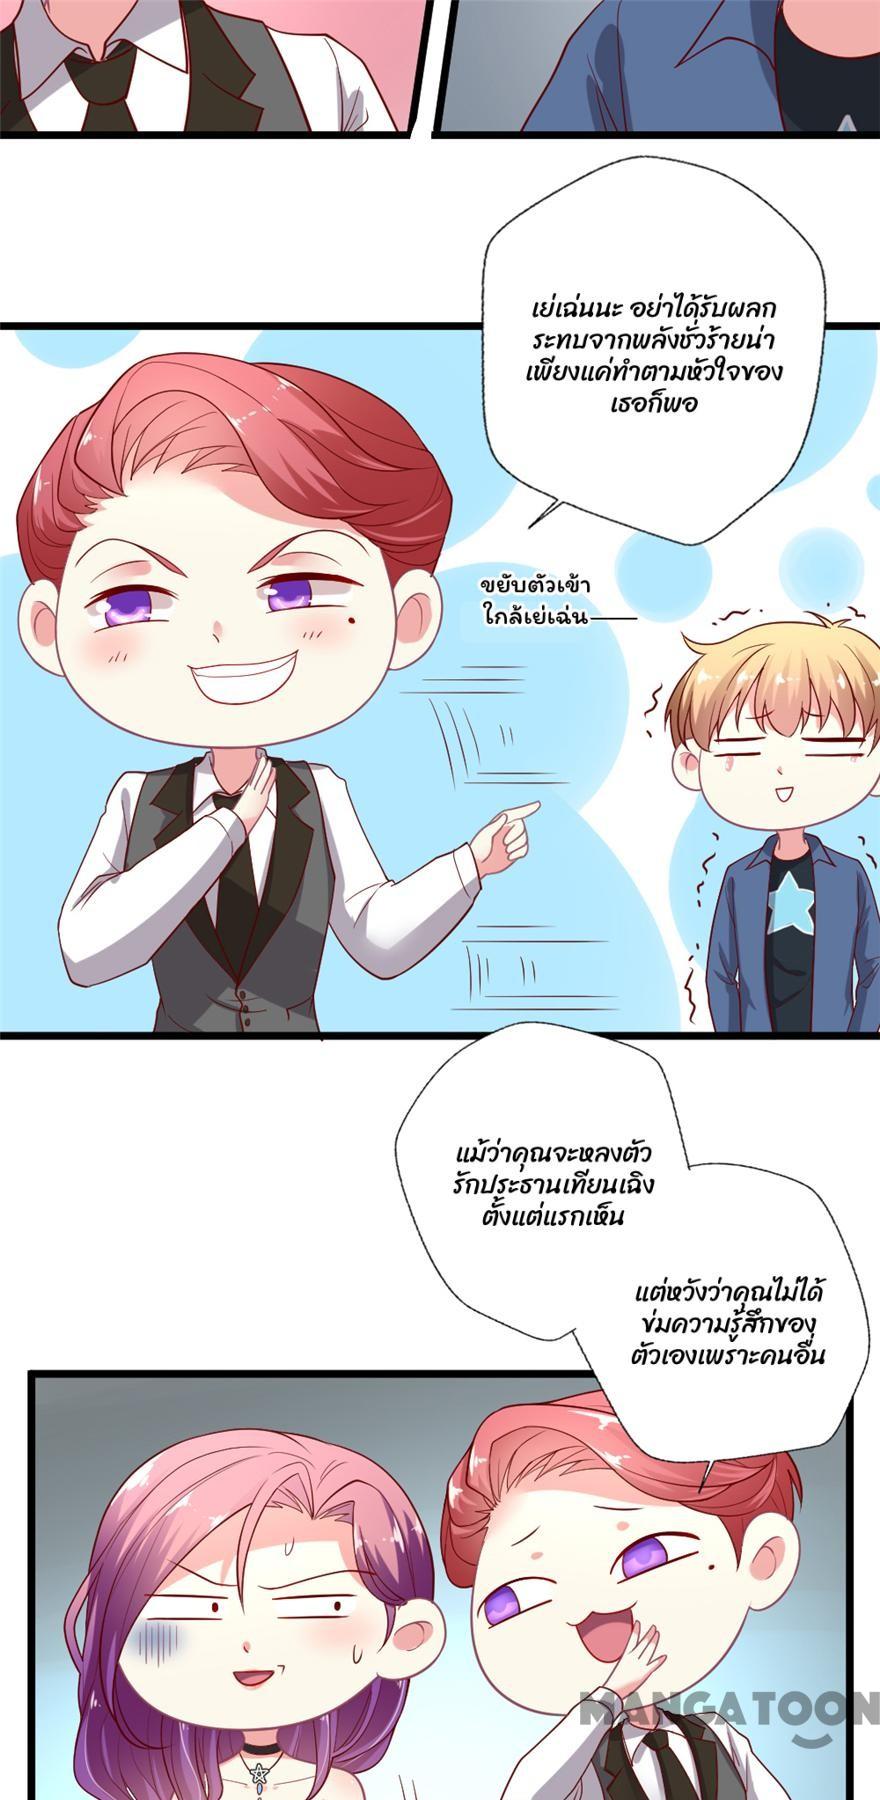 เย่เฉ่นนะ อย่าได้รับผลก
ระทบจากพลังชั่วร้ายน่า
เพียงแค่ทำตามหัวใจของ
เธอก็พอ
ขยับตัวเข้า
ใกล้เย่เฉ่น
แม้ว่าคุณจะหลงตัว
รักประธานเทียนเฉิง
ตั้งแต่แรกเห็น
แต่หวังว่าคุณไม่ได้
ข่มความรู้สึกของ
ตัวเองเพราะคนอื่น
MANGATOON